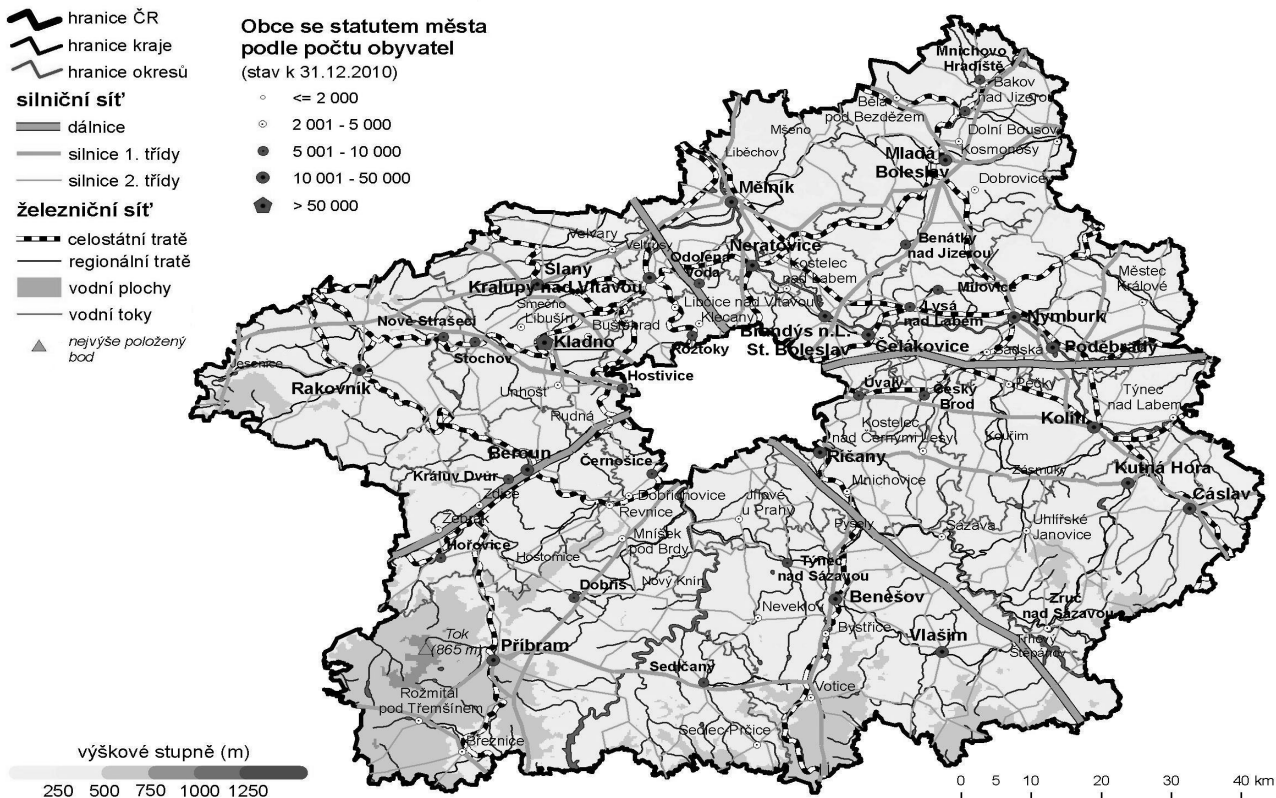 hranice ČR
hranice kraje
hranice okresů
silniční síť
dálnice
silnice 1. třídy
silnice 2. třídy
železniční síť
celostátní tratě
regionální tratě
vodní plochy
vodní toky
nejvýše položený
bod
Obce se statutem města
podle počtu obyvatel
(stav k 31.12.2010)
<= 2 000
2 001 - 5 000
5 001 - 10 000
10 001 - 50 000
> 50 000
Mnichovo
Hradiště
Bakov
nad Jizerou
Bělá
pod Bezdězem
Dolní Bousov
Mšeno
Kosmonosy
Liběchov
Mladá
Boleslav
Dobrovice
Mělník
Velvary
Veltrusy
Neratovice
Benátky
nad Jizerou
Odolena
Voda
Kostelec
nad Labem
Slaný
Kralupy nad Vltavou
Milovice
Městec
Králové
Smečno
Libušín
Libčice nad Vltavou
Klecany
Lysá
nad Labem
Nymburk
Nové Strašecí
Buštěhrad
Brandýs n.L.-
St. Boleslav
Kladno
Roztoky
Čelákovice
Sadská
Poděbrady
Stochov
Jesenice
Hostivice
Rakovník
Unhošť
Úvaly
Český
Brod
Pečky
Týnec
nad Labem
Rudná
Kostelec
nad Černými Lesy
Kouřim
Kolín
Beroun
Černošice
Říčany
Zásmuky
Kutná Hora
Králův Dvůr
Mnichovice
Zdice
Dobřichovice
Jílové
u Prahy
Čáslav
Žebrák
Řevnice
Pyšely
Sázava
Uhlířské
Janovice
Mníšek
pod Brdy
Hořovice
Hostomice
Týnec
nad Sázavou
Dobříš
Nový Knín
Neveklov
Benešov
Zruč
nad Sázavou
Bystřice
Vlašim
Trhový
Štěpánov
Tok
(865 m)
Příbram
Sedlčany
Rožmitál
pod Třemšínem
Votice
Sedlec-Prčice
Březnice
výškové stupně (m)
250 500 750 1000 1250
0 5 10 20 30 40 km